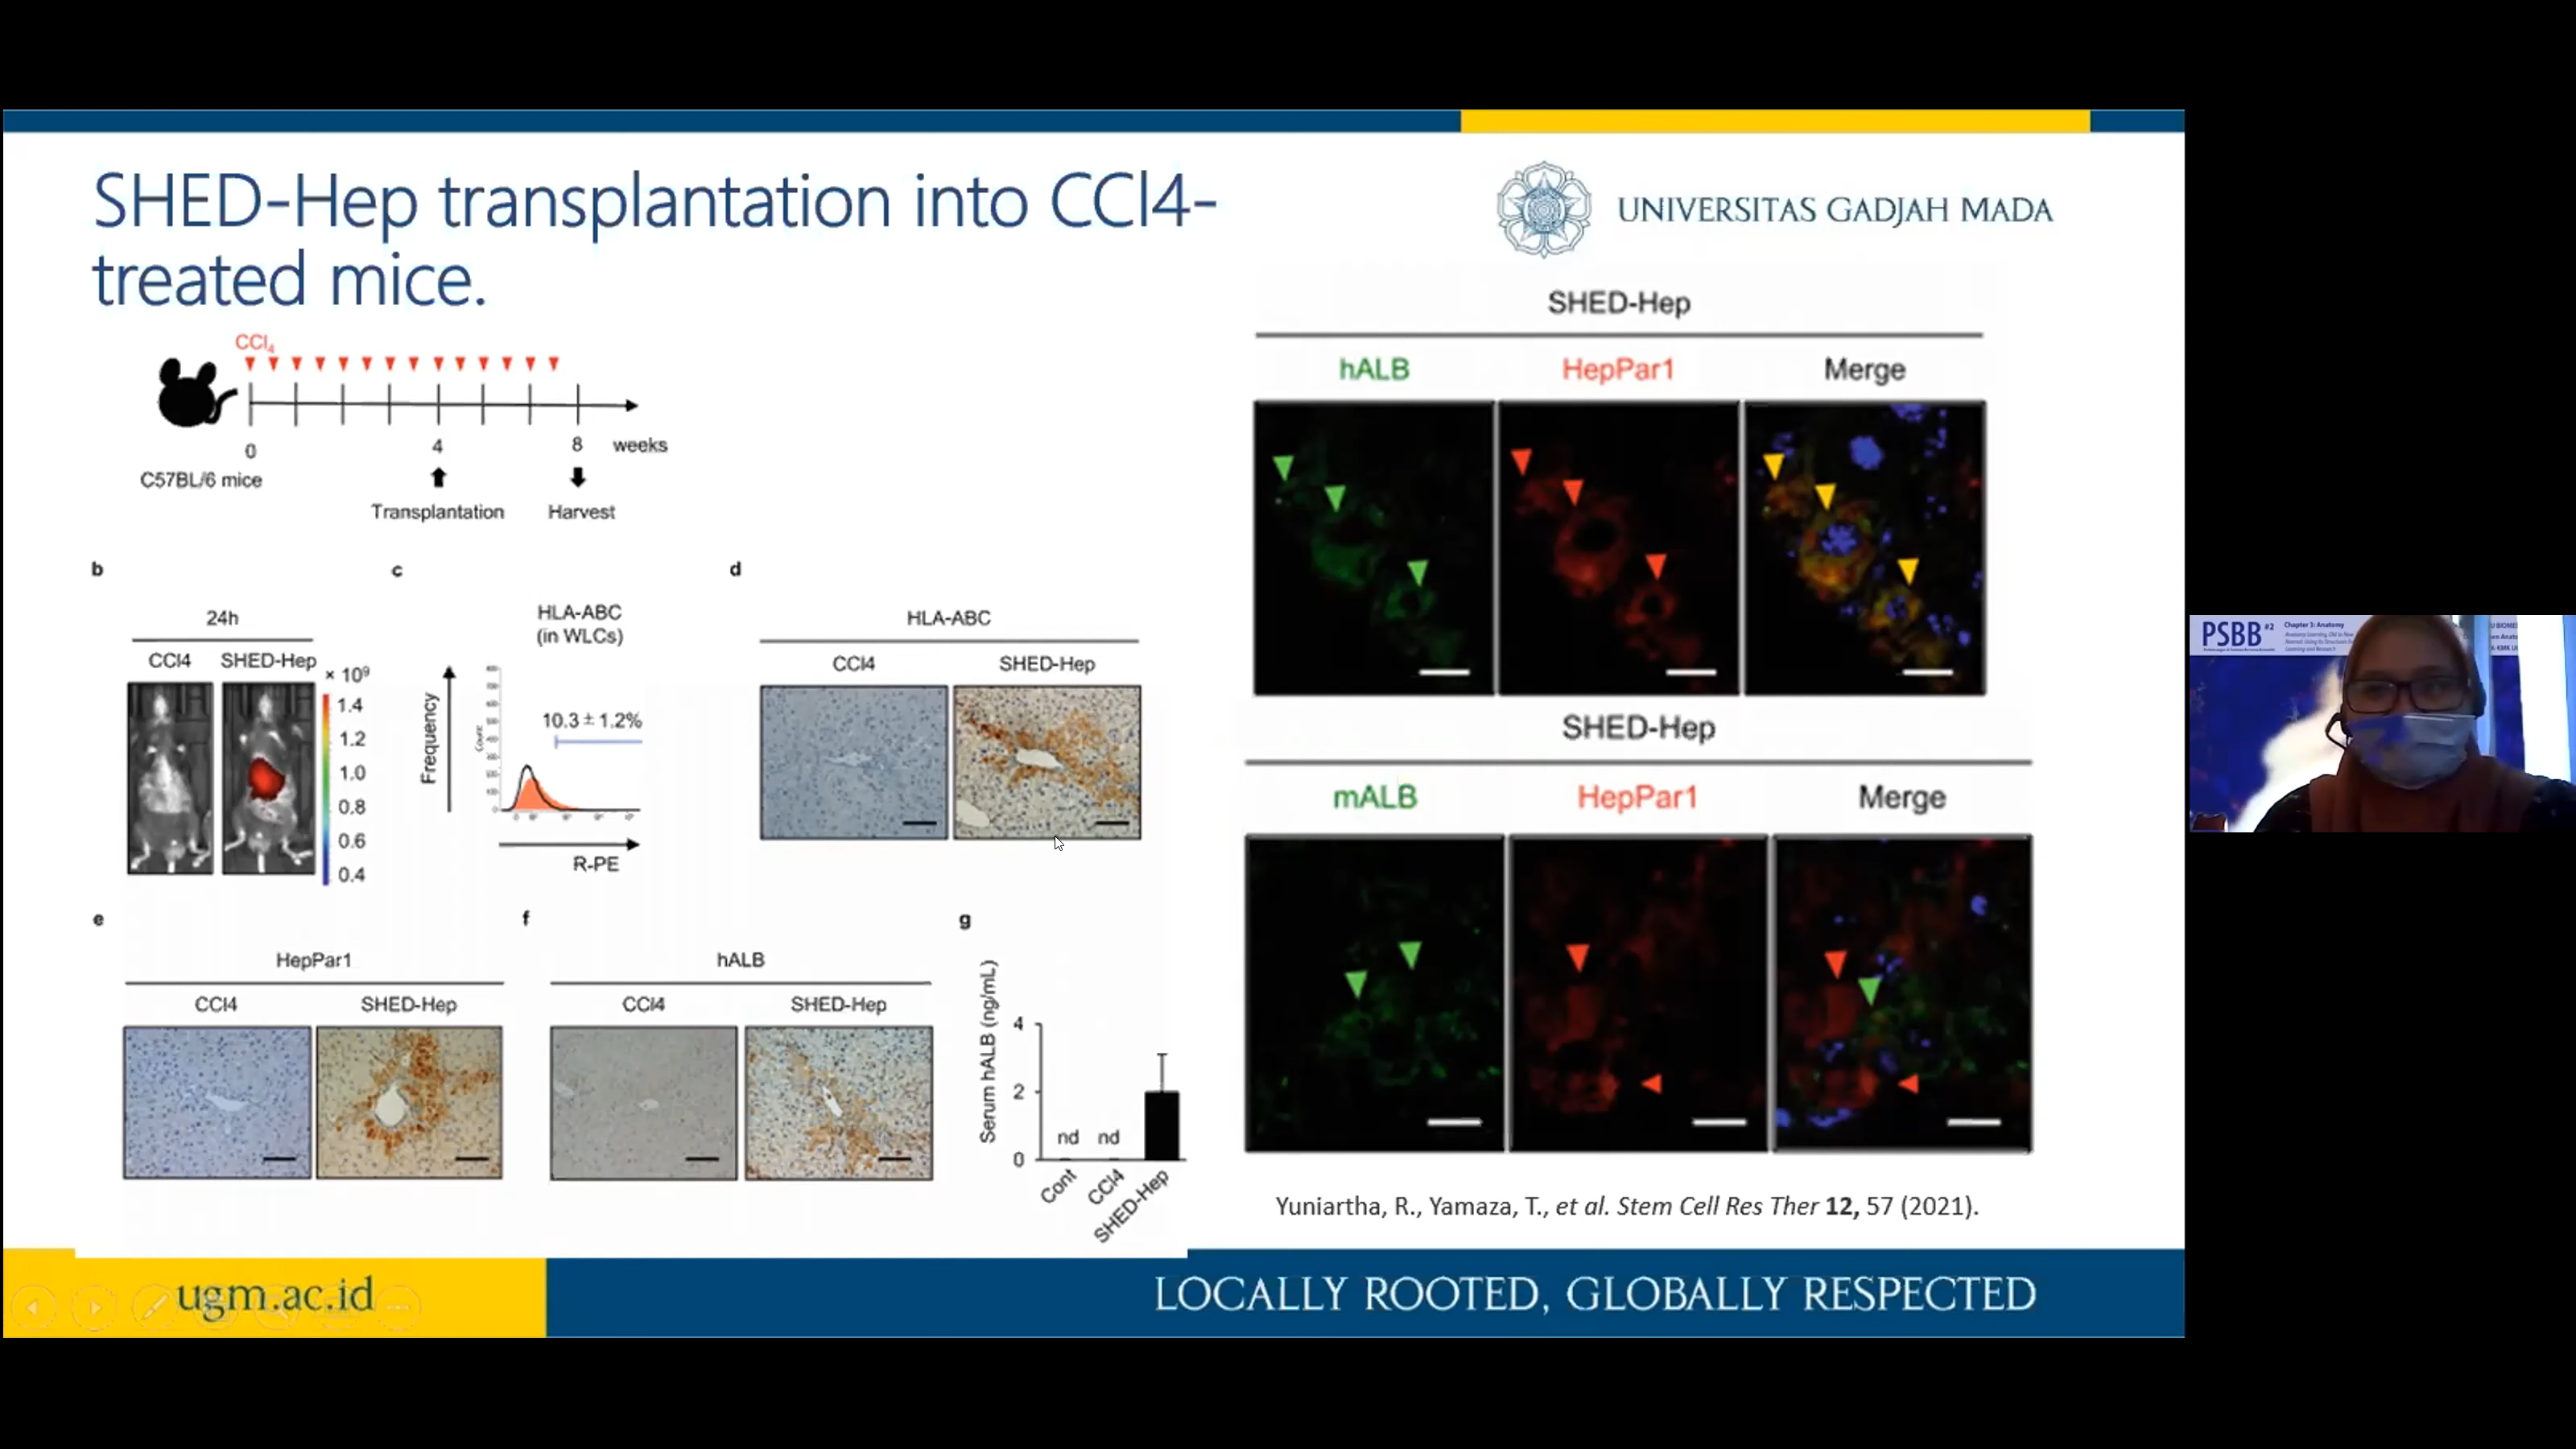 SHED-Hep transplantation into CCl4-
treated mice.
UNIVERSITAS GADJAH MADA
CCl4
0
4
8
weeks
C57BL/6 mice
Transplantation
Harvest
b
24h
CCl4
SHED-Hep
× 10⁹
1.4
1.2
1.0
0.8
0.6
0.4
c
HLA-ABC
(in WLCs)
Frequency
Count
10.3 ± 1.2%
R-PE
d
HLA-ABC
CCl4
SHED-Hep
e
HepPar1
CCl4
SHED-Hep
f
hALB
CCl4
SHED-Hep
g
Serum hALB (ng/mL)
4
2
0
nd
nd
Cont
CCl4
SHED-Hep
SHED-Hep
hALB
HepPar1
Merge
SHED-Hep
mALB
HepPar1
Merge
Yuniartha, R., Yamaza, T., et al. Stem Cell Res Ther 12, 57 (2021).
ugm.ac.id
LOCALLY ROOTED, GLOBALLY RESPECTED
PSBB #2
Chapter 3: Anatomy